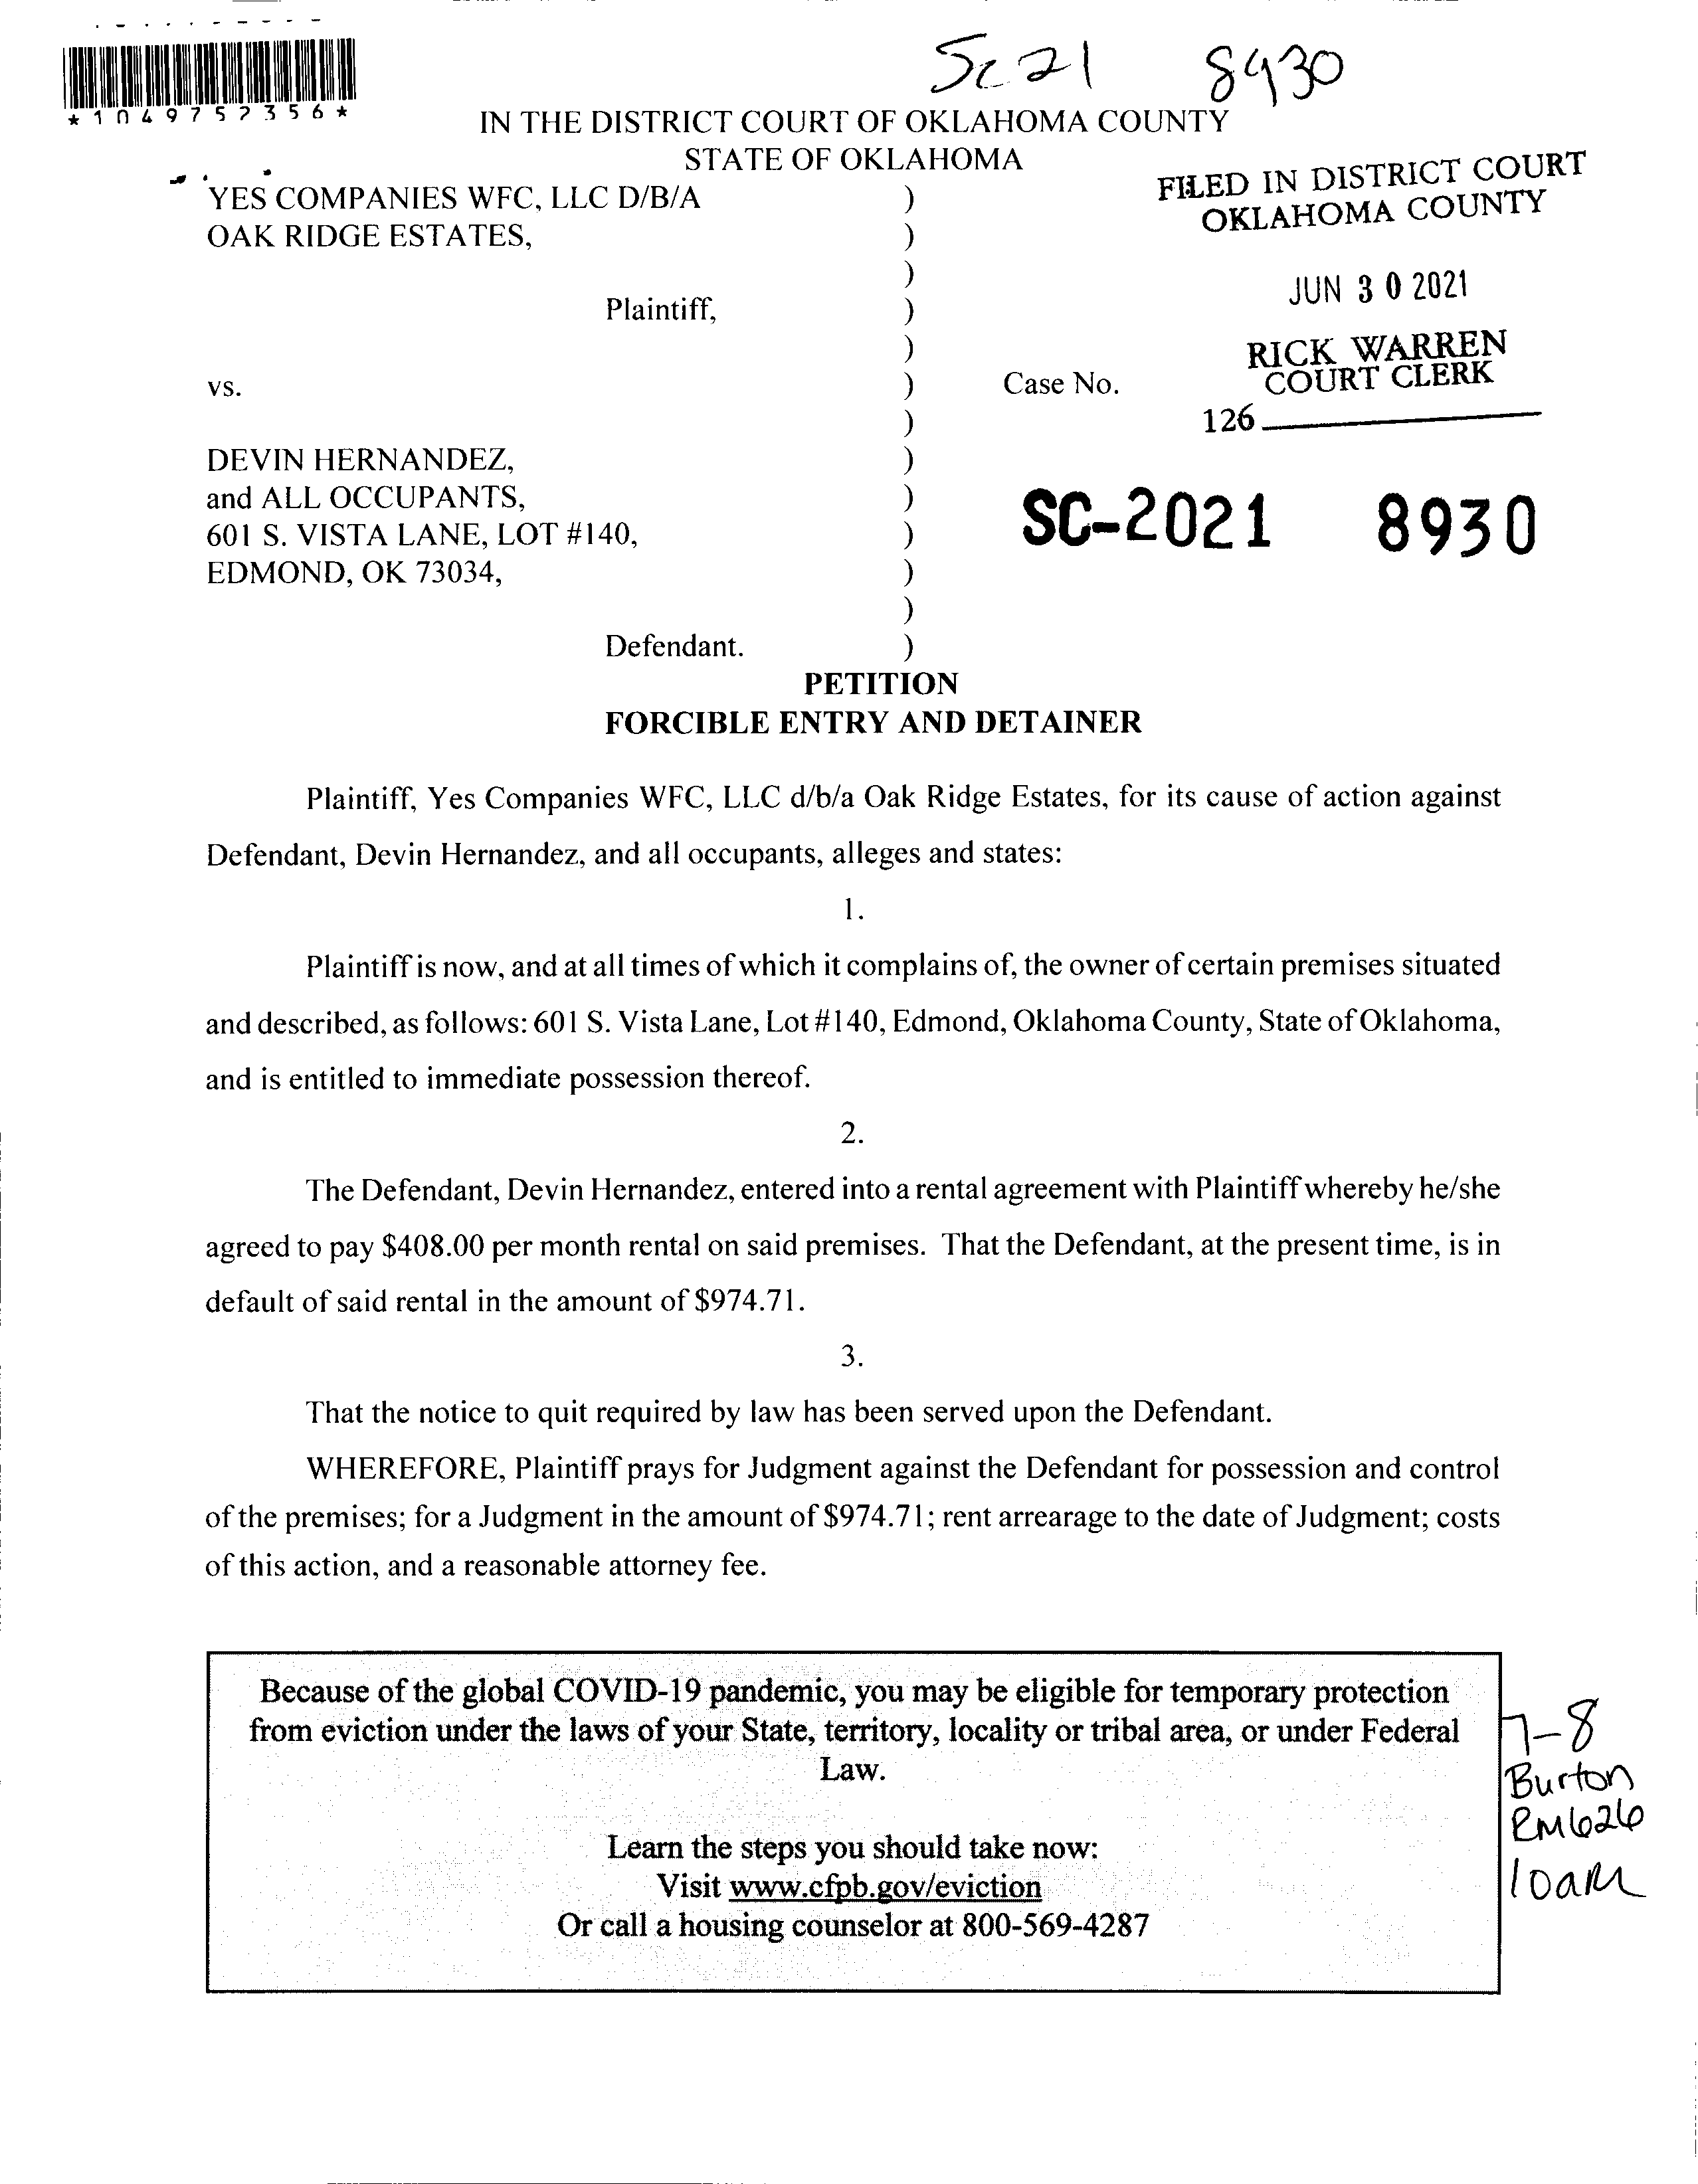 Sc 21 8930
*1049752356*
IN THE DISTRICT COURT OF OKLAHOMA COUNTY
STATE OF OKLAHOMA
YES COMPANIES WFC, LLC D/B/A )
OAK RIDGE ESTATES, )
)
Plaintiff, )
)
vs. ) Case No.
)
DEVIN HERNANDEZ, )
and ALL OCCUPANTS, )
601 S. VISTA LANE, LOT #140, )
EDMOND, OK 73034, )
)
Defendant. )
FILED IN DISTRICT COURT
OKLAHOMA COUNTY
JUN 30 2021
RICK WARREN
COURT CLERK
126
SC-2021 8930
PETITION
FORCIBLE ENTRY AND DETAINER
Plaintiff, Yes Companies WFC, LLC d/b/a Oak Ridge Estates, for its cause of action against
Defendant, Devin Hernandez, and all occupants, alleges and states:
1.
Plaintiff is now, and at all times of which it complains of, the owner of certain premises situated
and described, as follows: 601 S. Vista Lane, Lot #140, Edmond, Oklahoma County, State of Oklahoma,
and is entitled to immediate possession thereof.
2.
The Defendant, Devin Hernandez, entered into a rental agreement with Plaintiff whereby he/she
agreed to pay $408.00 per month rental on said premises. That the Defendant, at the present time, is in
default of said rental in the amount of $974.71.
3.
That the notice to quit required by law has been served upon the Defendant.
WHEREFORE, Plaintiff prays for Judgment against the Defendant for possession and control
of the premises; for a Judgment in the amount of $974.71; rent arrearage to the date of Judgment; costs
of this action, and a reasonable attorney fee.
Because of the global COVID-19 pandemic, you may be eligible for temporary protection
from eviction under the laws of your State, territory, locality or tribal area, or under Federal
Law.
Learn the steps you should take now:
Visit www.cfpb.gov/eviction
Or call a housing counselor at 800-569-4287
7-8
Burton
RM626
10am